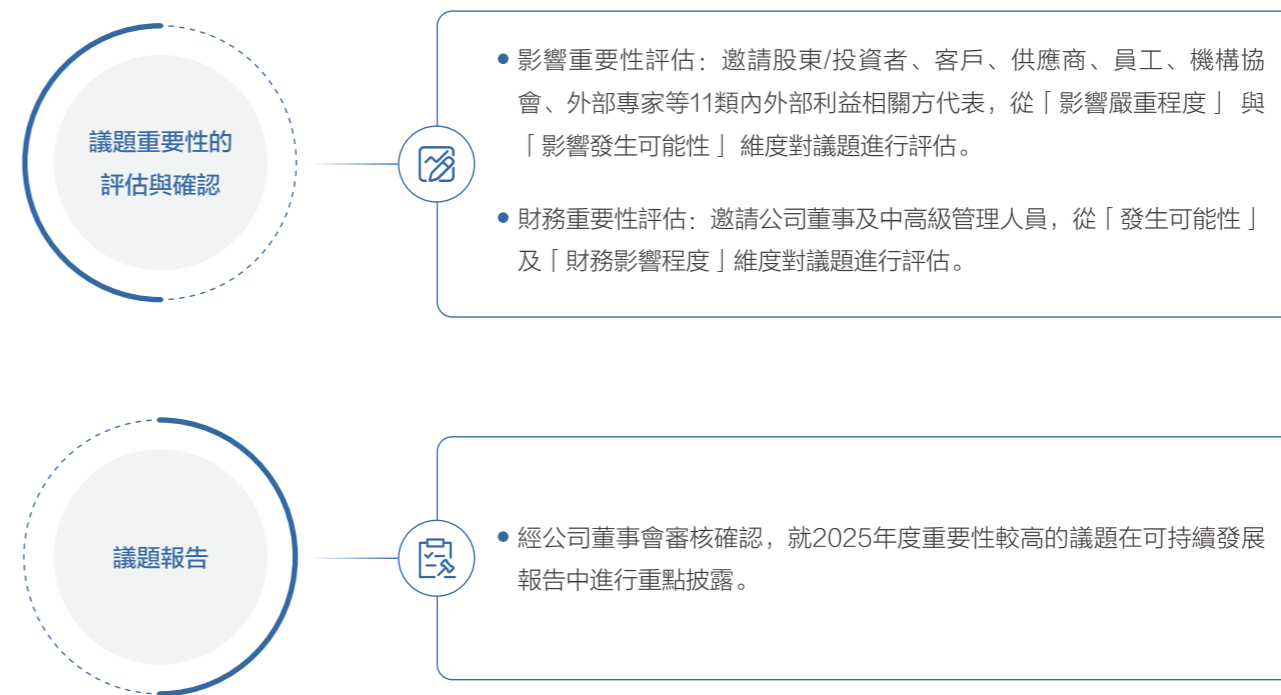 議題重要性的
評估與確認
● 影響重要性評估：邀請股東/投資者、客戶、供應商、員工、機構協
會、外部專家等11類內外部利益相關方代表，從「影響嚴重程度」與
「影響發生可能性」維度對議題進行評估。
● 財務重要性評估：邀請公司董事及中高級管理人員，從「發生可能性」
及「財務影響程度」維度對議題進行評估。
議題報告
● 經公司董事會審核確認，就2025年度重要性較高的議題在可持續發展
報告中進行重點披露。